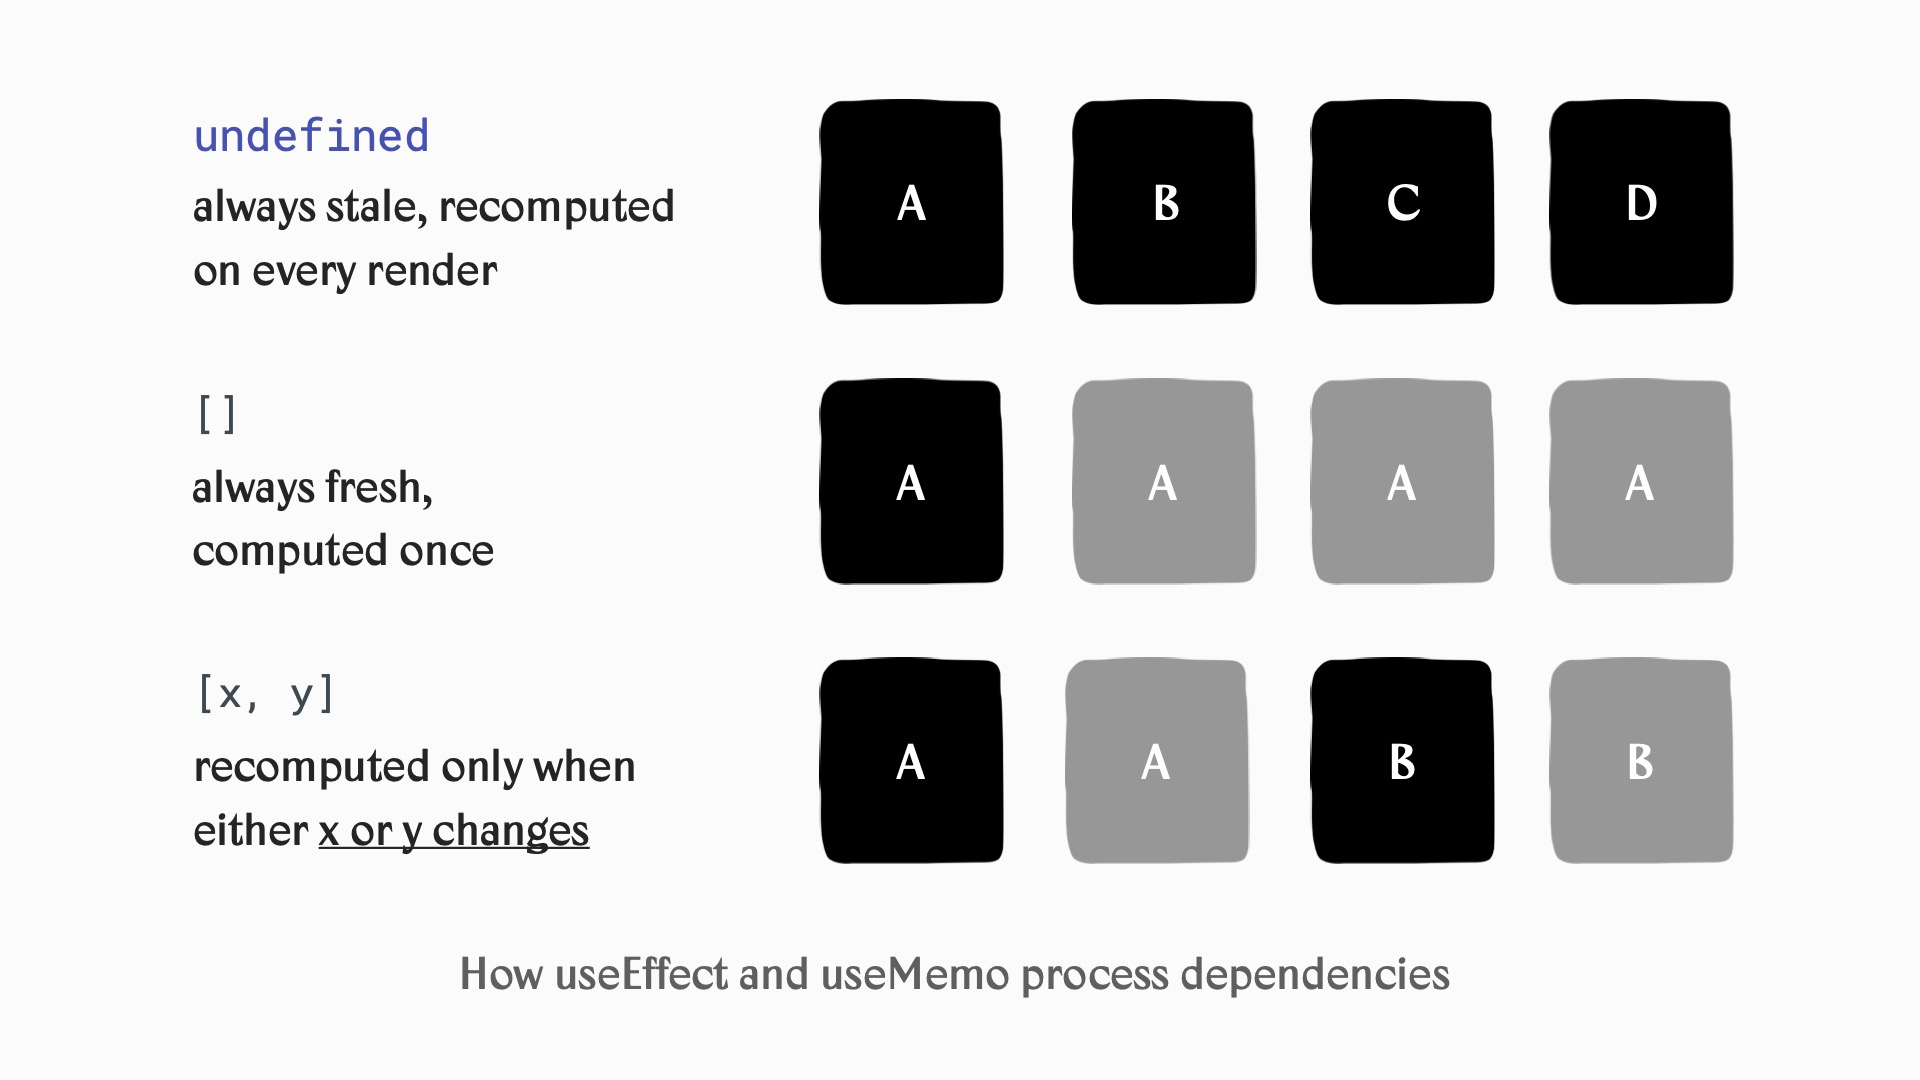 undefined
always stale, recomputed
on every render
A B C D
[]
always fresh,
computed once
A A A A
[x, y]
recomputed only when
either x or y changes
A A B B
How useEffect and useMemo process dependencies